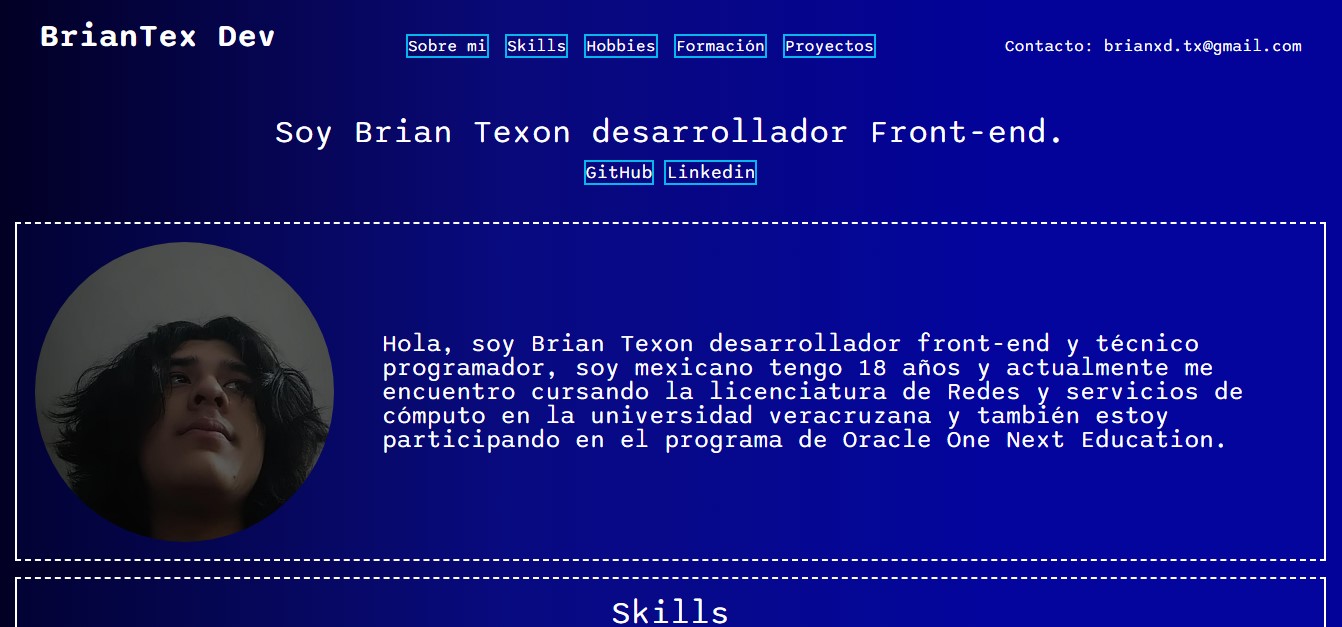 BrianTex Dev
Sobre mi Skills Hobbies Formación Proyectos
Contacto: brianxd.tx@gmail.com
Soy Brian Texon desarrollador Front-end.
GitHub Linkedin
Hola, soy Brian Texon desarrollador front-end y técnico
programador, soy mexicano tengo 18 años y actualmente me
encuentro cursando la licenciatura de Redes y servicios de
cómputo en la universidad veracruzana y también estoy
participando en el programa de Oracle One Next Education.
Skills